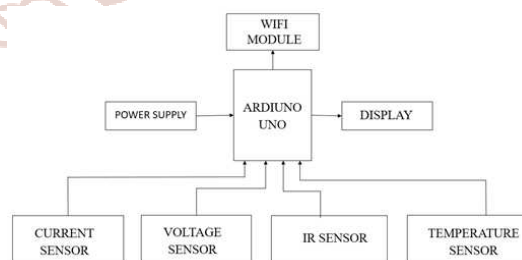 WIFI
MODULE
ARDIUNO
UNO
POWER SUPPLY
DISPLAY
CURRENT
SENSOR
VOLTAGE
SENSOR
IR SENSOR
TEMPERATURE
SENSOR